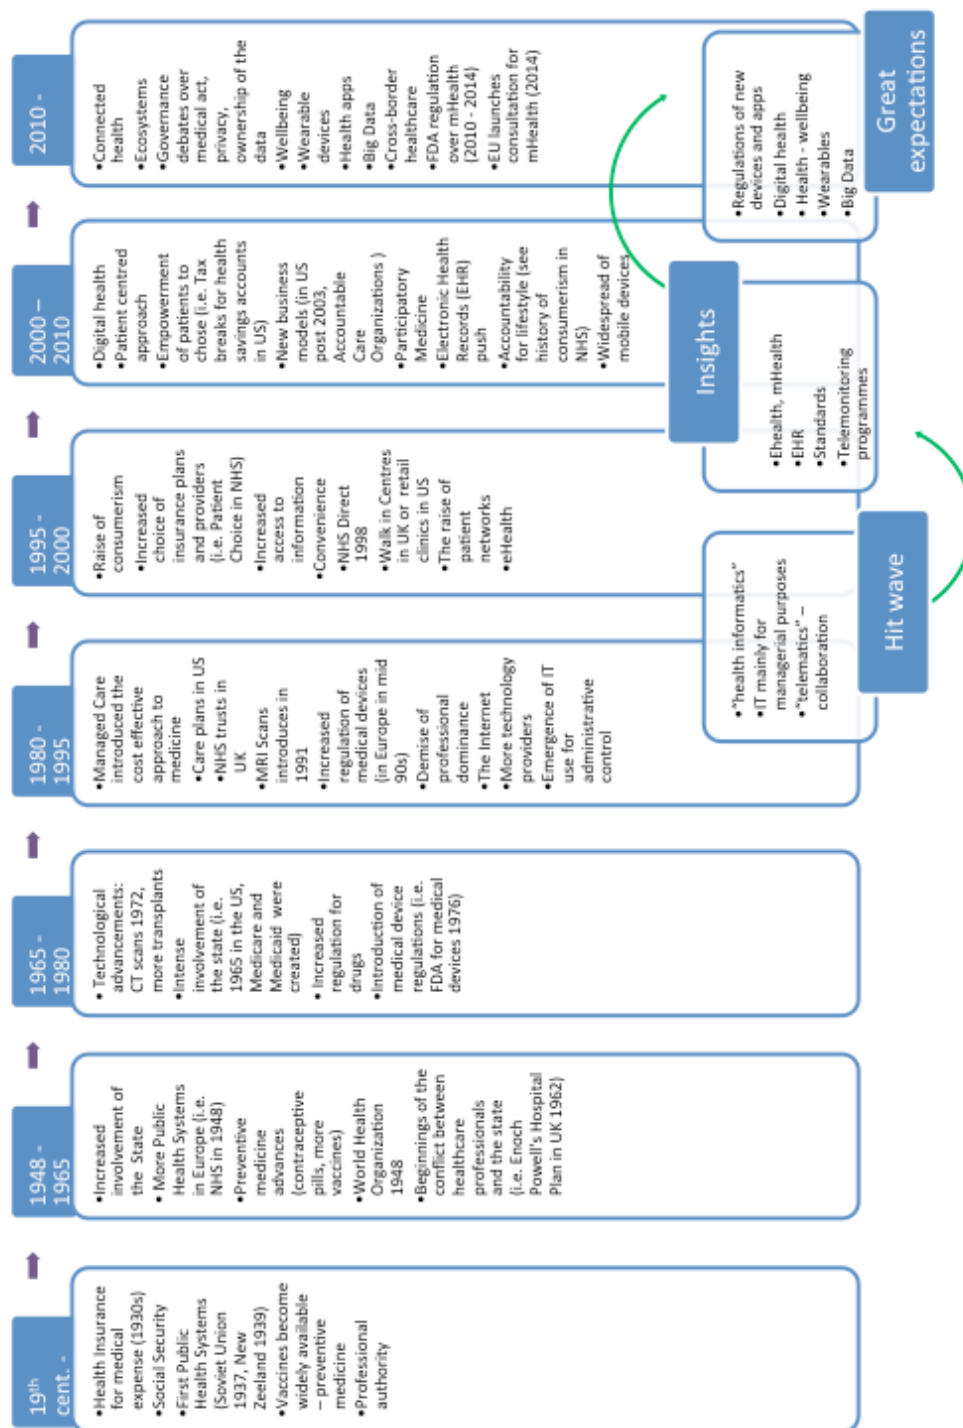 19th
cent. -
•Health Insurance
for medical
expense (1930s)
•Social Security
•First Public
Health Systems
(Soviet Union
1937, New
Zeeland 1939)
•Vaccines become
widely available
– preventive
medicine
•Professional
authority
1948 -
1965
•Increased
involvement of
the State
• More Public
Health Systems
in Europe (i.e.
NHS in 1948)
•Preventive
medicine
advances
(contraceptive
pills, more
vaccines)
•World Health
Organization
1948
•Beginnings of the
conflict between
healthcare
professionals
and the state
(i.e. Enoch
Powell's Hospital
Plan in UK 1962)
1965 -
1980
• Technological
advancements:
CT scans 1972,
more transplants
•Intense
involvement of
the state (i.e.
1965 in the US,
Medicare and
Medicaid were
created)
• Increased
regulation for
drugs
•Introduction of
medical device
regulations (i.e.
FDA for medical
devices 1976)
1980 -
1995
•Managed Care
introduced the
cost effective
approach to
medicine
•Care plans in US
•NHS trusts in
UK
•MRI Scans
introduces in
1991
•Increased
regulation of
medical devices
(in Europe in mid
90s)
•Demise of
professional
dominance
•The Internet
•More technology
providers
•Emergence of IT
use for
administrative
control
1995 -
2000
•Raise of
consumerism
•Increased
choice of
insurance plans
and providers
(i.e. Patient
Choice in NHS)
•Increased
access to
information
•Convenience
•NHS Direct
1998
•Walk in Centres
in UK or retail
clinics in US
•The raise of
patient
networks
•eHealth
2000 –
2010
•Digital health
•Patient centred
approach
•Empowerment
of patients to
chose (i.e. Tax
breaks for health
savings accounts
in US)
•New business
models (in US
post 2003,
Accountable
Care
Organizations )
•Participatory
Medicine
•Electronic Health
Records (EHR)
push
•Accountability
for lifestyle (see
history of
consumerism in
NHS)
•Widespread of
mobile devices
2010 -
•Connected
health
•Ecosystems
•Governance
debates over
medical act,
privacy,
ownership of the
data
•Wellbeing
•Wearable
devices
•Health apps
•Big Data
•Cross-border
healthcare
•FDA regulation
over mHealth
(2010 - 2014)
•EU launches
consultation for
mHealth (2014)
•"health informatics"
•IT mainly for
managerial purposes
•"telematics" –
collaboration
Hit wave
Insights
•Ehealth, mHealth
•EHR
•Standards
•Telemonitoring
programmes
•Regulations of new
devices and apps
•Digital health
• Health - wellbeing
•Wearables
•Big Data
Great
expectations